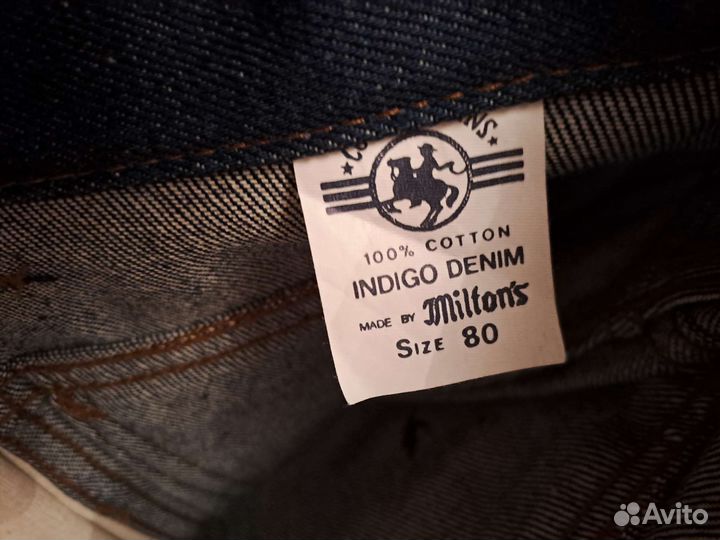 100% COTTON
INDIGO DENIM
MADE BY Milton's
SIZE 80
Avito